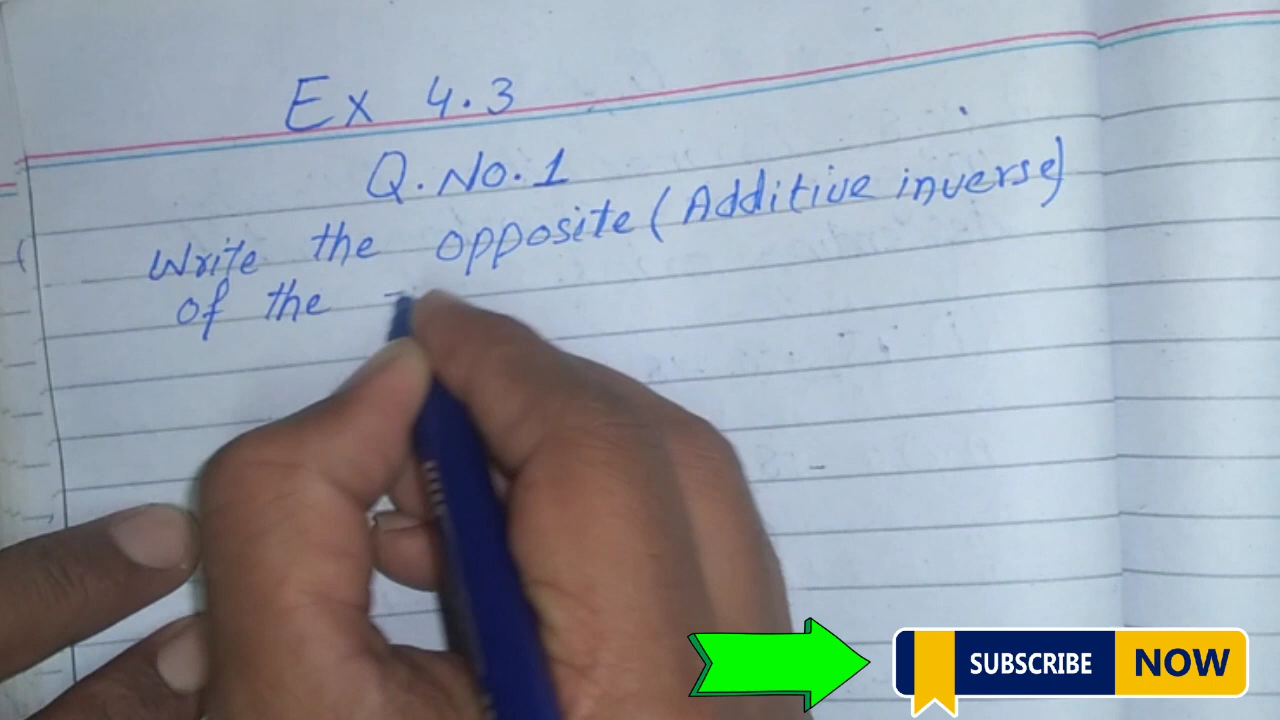 Ex 4.3
Q.No.1
Write the opposite (Additive inverse)
of the
SUBSCRIBE NOW